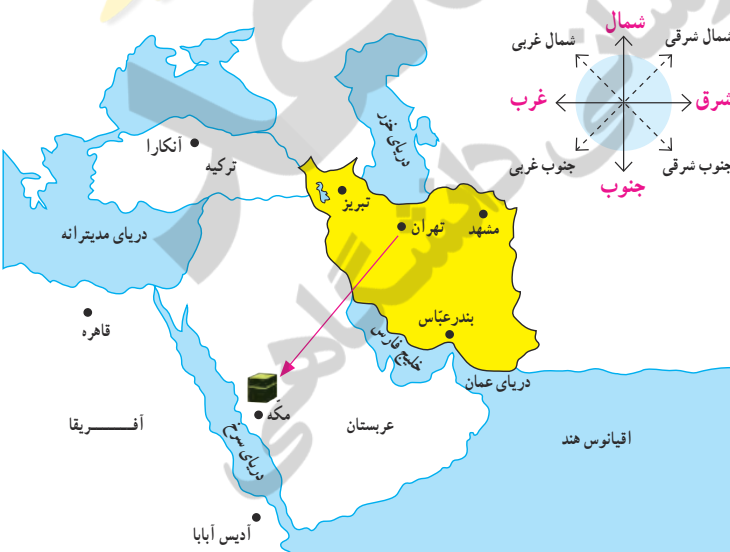 شمال
شمال شرقی
شمال غربی
شرق
غرب
جنوب شرقی
جنوب غربی
جنوب
آنکارا
ترکیه
دریای خزر
تبریز
تهران
مشهد
دریای مدیترانه
قاهره
بندرعبّاس
خلیج فارس
دریای عمان
مکّه
عربستان
آفـــــریقا
دریای سرخ
اقیانوس هند
آدیس آبابا